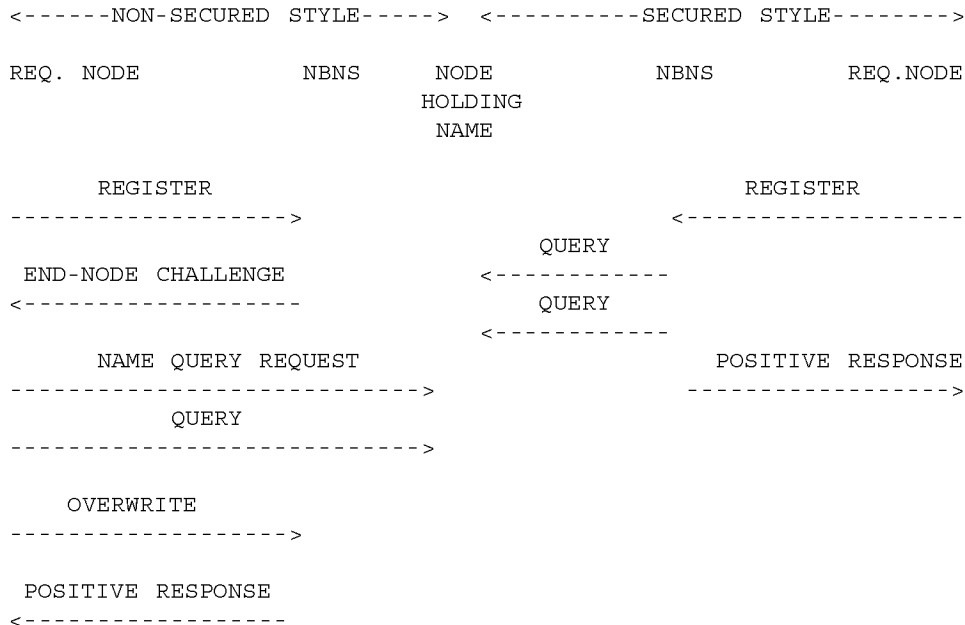 <------NON-SECURED STYLE-----> <----------SECURED STYLE-------->
REQ. NODE NBNS NODE NBNS REQ.NODE
HOLDING
NAME
REGISTER REGISTER
-------------------> <-------------------
QUERY
END-NODE CHALLENGE <------------
<------------------- QUERY
<------------
NAME QUERY REQUEST POSITIVE RESPONSE
----------------------------> ------------------>
QUERY
---------------------------->
OVERWRITE
------------------->
POSITIVE RESPONSE
<------------------